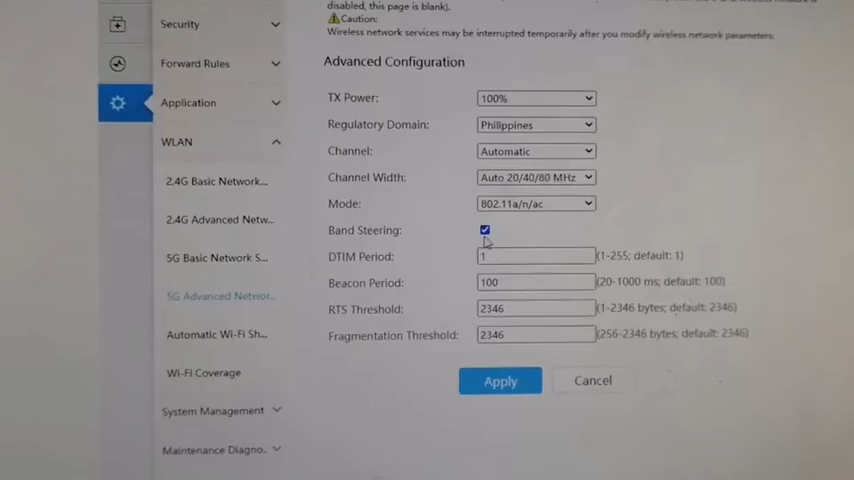 disabled, this page is blank).
Caution:
Wireless network services may be interrupted temporarily after you modify wireless network parameters.
Security
Forward Rules
Application
WLAN
2.4G Basic Network...
2.4G Advanced Netw...
5G Basic Network S...
5G Advanced Networ...
Automatic Wi-Fi Sh...
Wi-Fi Coverage
System Management
Maintenance Diagno...
Advanced Configuration
TX Power: 100%
Regulatory Domain: Philippines
Channel: Automatic
Channel Width: Auto 20/40/80 MHz
Mode: 802.11a/n/ac
Band Steering:
DTIM Period: 1 (1-255; default: 1)
Beacon Period: 100 (20-1000 ms; default: 100)
RTS Threshold: 2346 (1-2346 bytes; default: 2346)
Fragmentation Threshold: 2346 (256-2346 bytes; default: 2346)
Apply Cancel